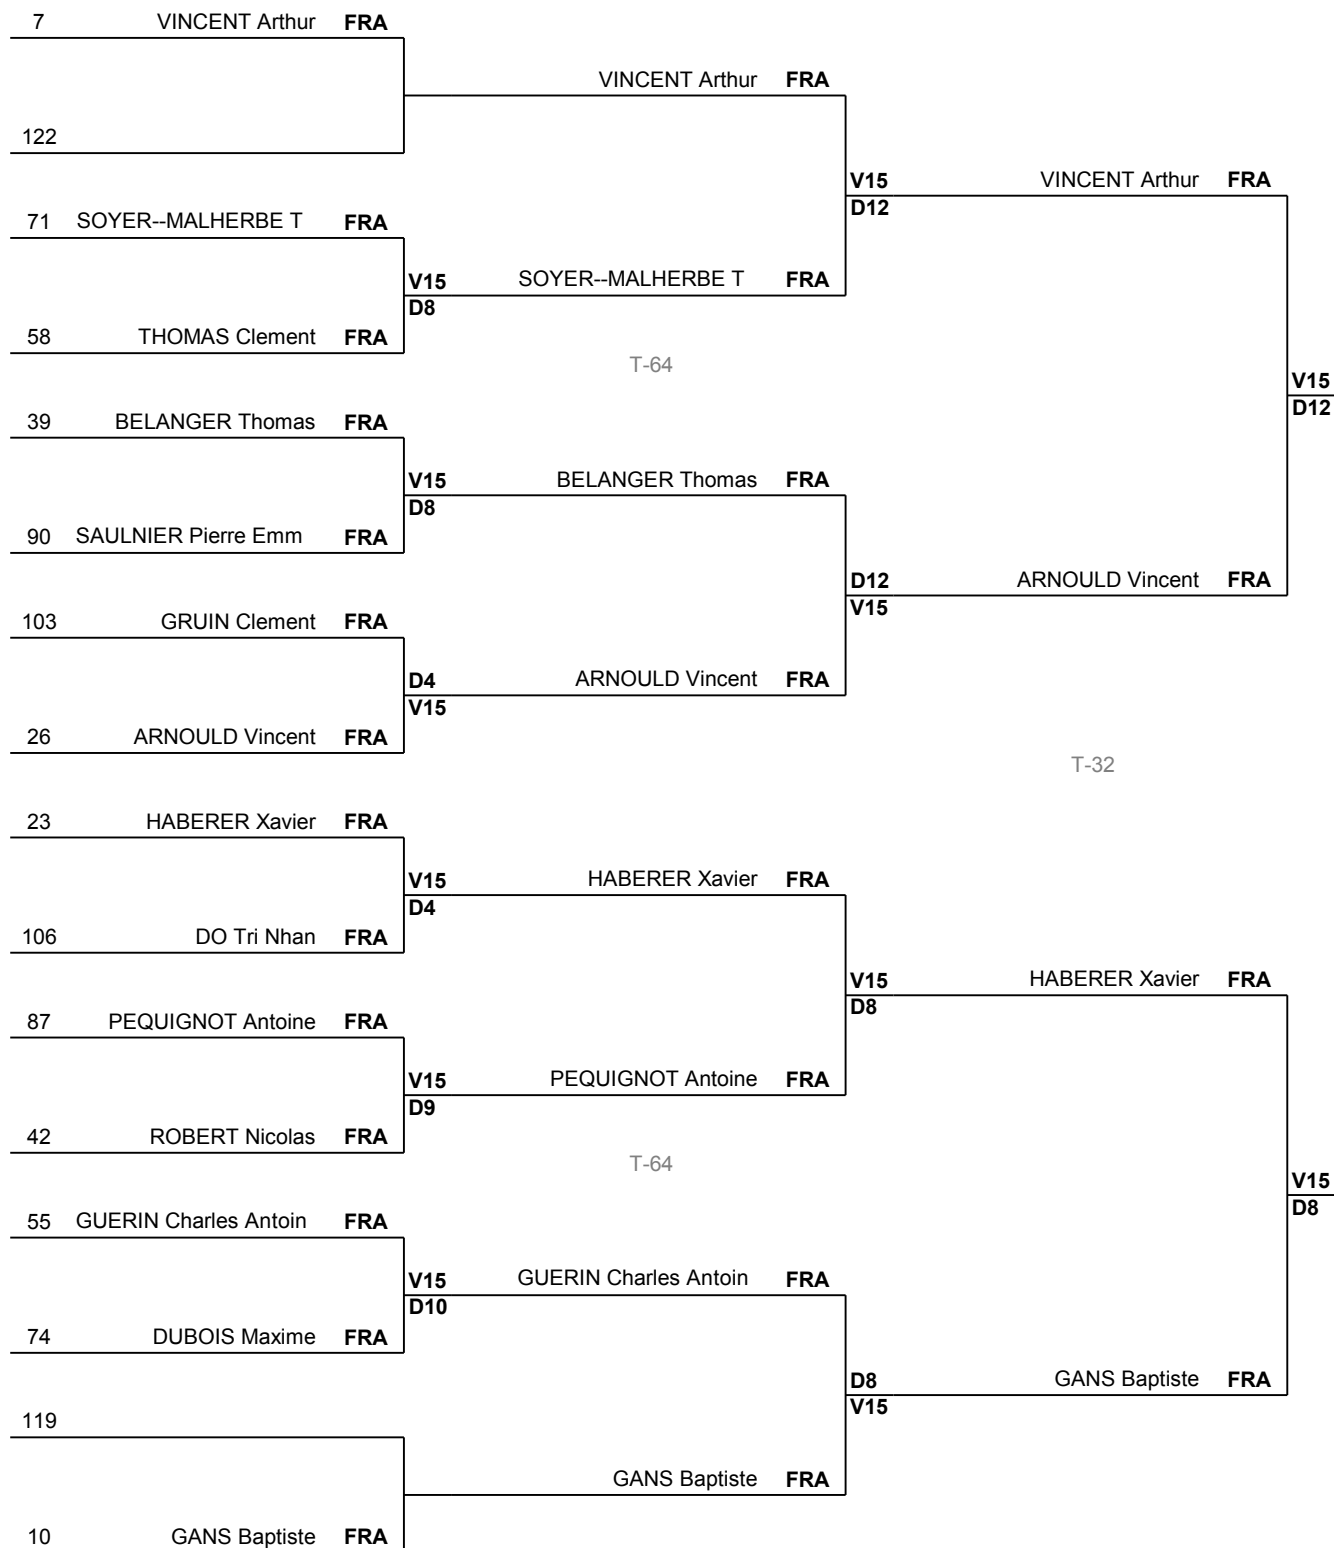 7 VINCENT Arthur FRA
VINCENT Arthur FRA
122
V15 VINCENT Arthur FRA
D12
71 SOYER--MALHERBE T FRA
V15 SOYER--MALHERBE T FRA
D8
58 THOMAS Clement FRA
T-64
V15
D12
39 BELANGER Thomas FRA
V15 BELANGER Thomas FRA
D8
90 SAULNIER Pierre Emm FRA
D12 ARNOULD Vincent FRA
V15
103 GRUIN Clement FRA
D4 ARNOULD Vincent FRA
V15
26 ARNOULD Vincent FRA
T-32
23 HABERER Xavier FRA
V15 HABERER Xavier FRA
D4
106 DO Tri Nhan FRA
V15 HABERER Xavier FRA
D8
87 PEQUIGNOT Antoine FRA
V15 PEQUIGNOT Antoine FRA
D9
42 ROBERT Nicolas FRA
T-64
V15
D8
55 GUERIN Charles Antoin FRA
V15 GUERIN Charles Antoin FRA
D10
74 DUBOIS Maxime FRA
D8 GANS Baptiste FRA
V15
119
GANS Baptiste FRA
10 GANS Baptiste FRA